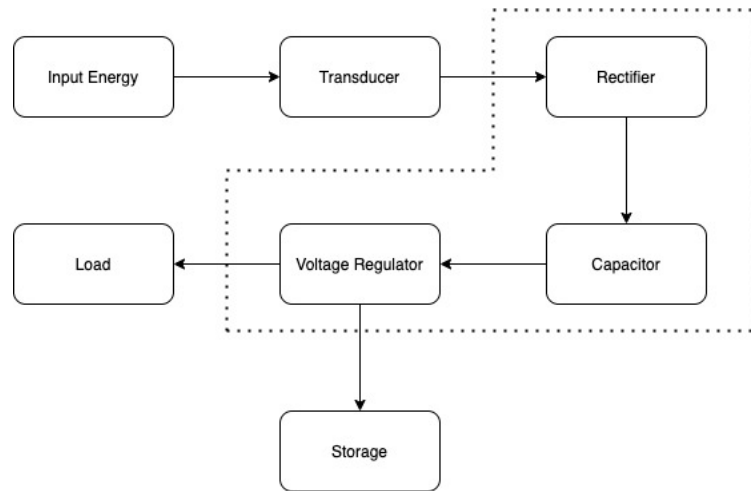 Input Energy
Transducer
Rectifier
Load
Voltage Regulator
Capacitor
Storage